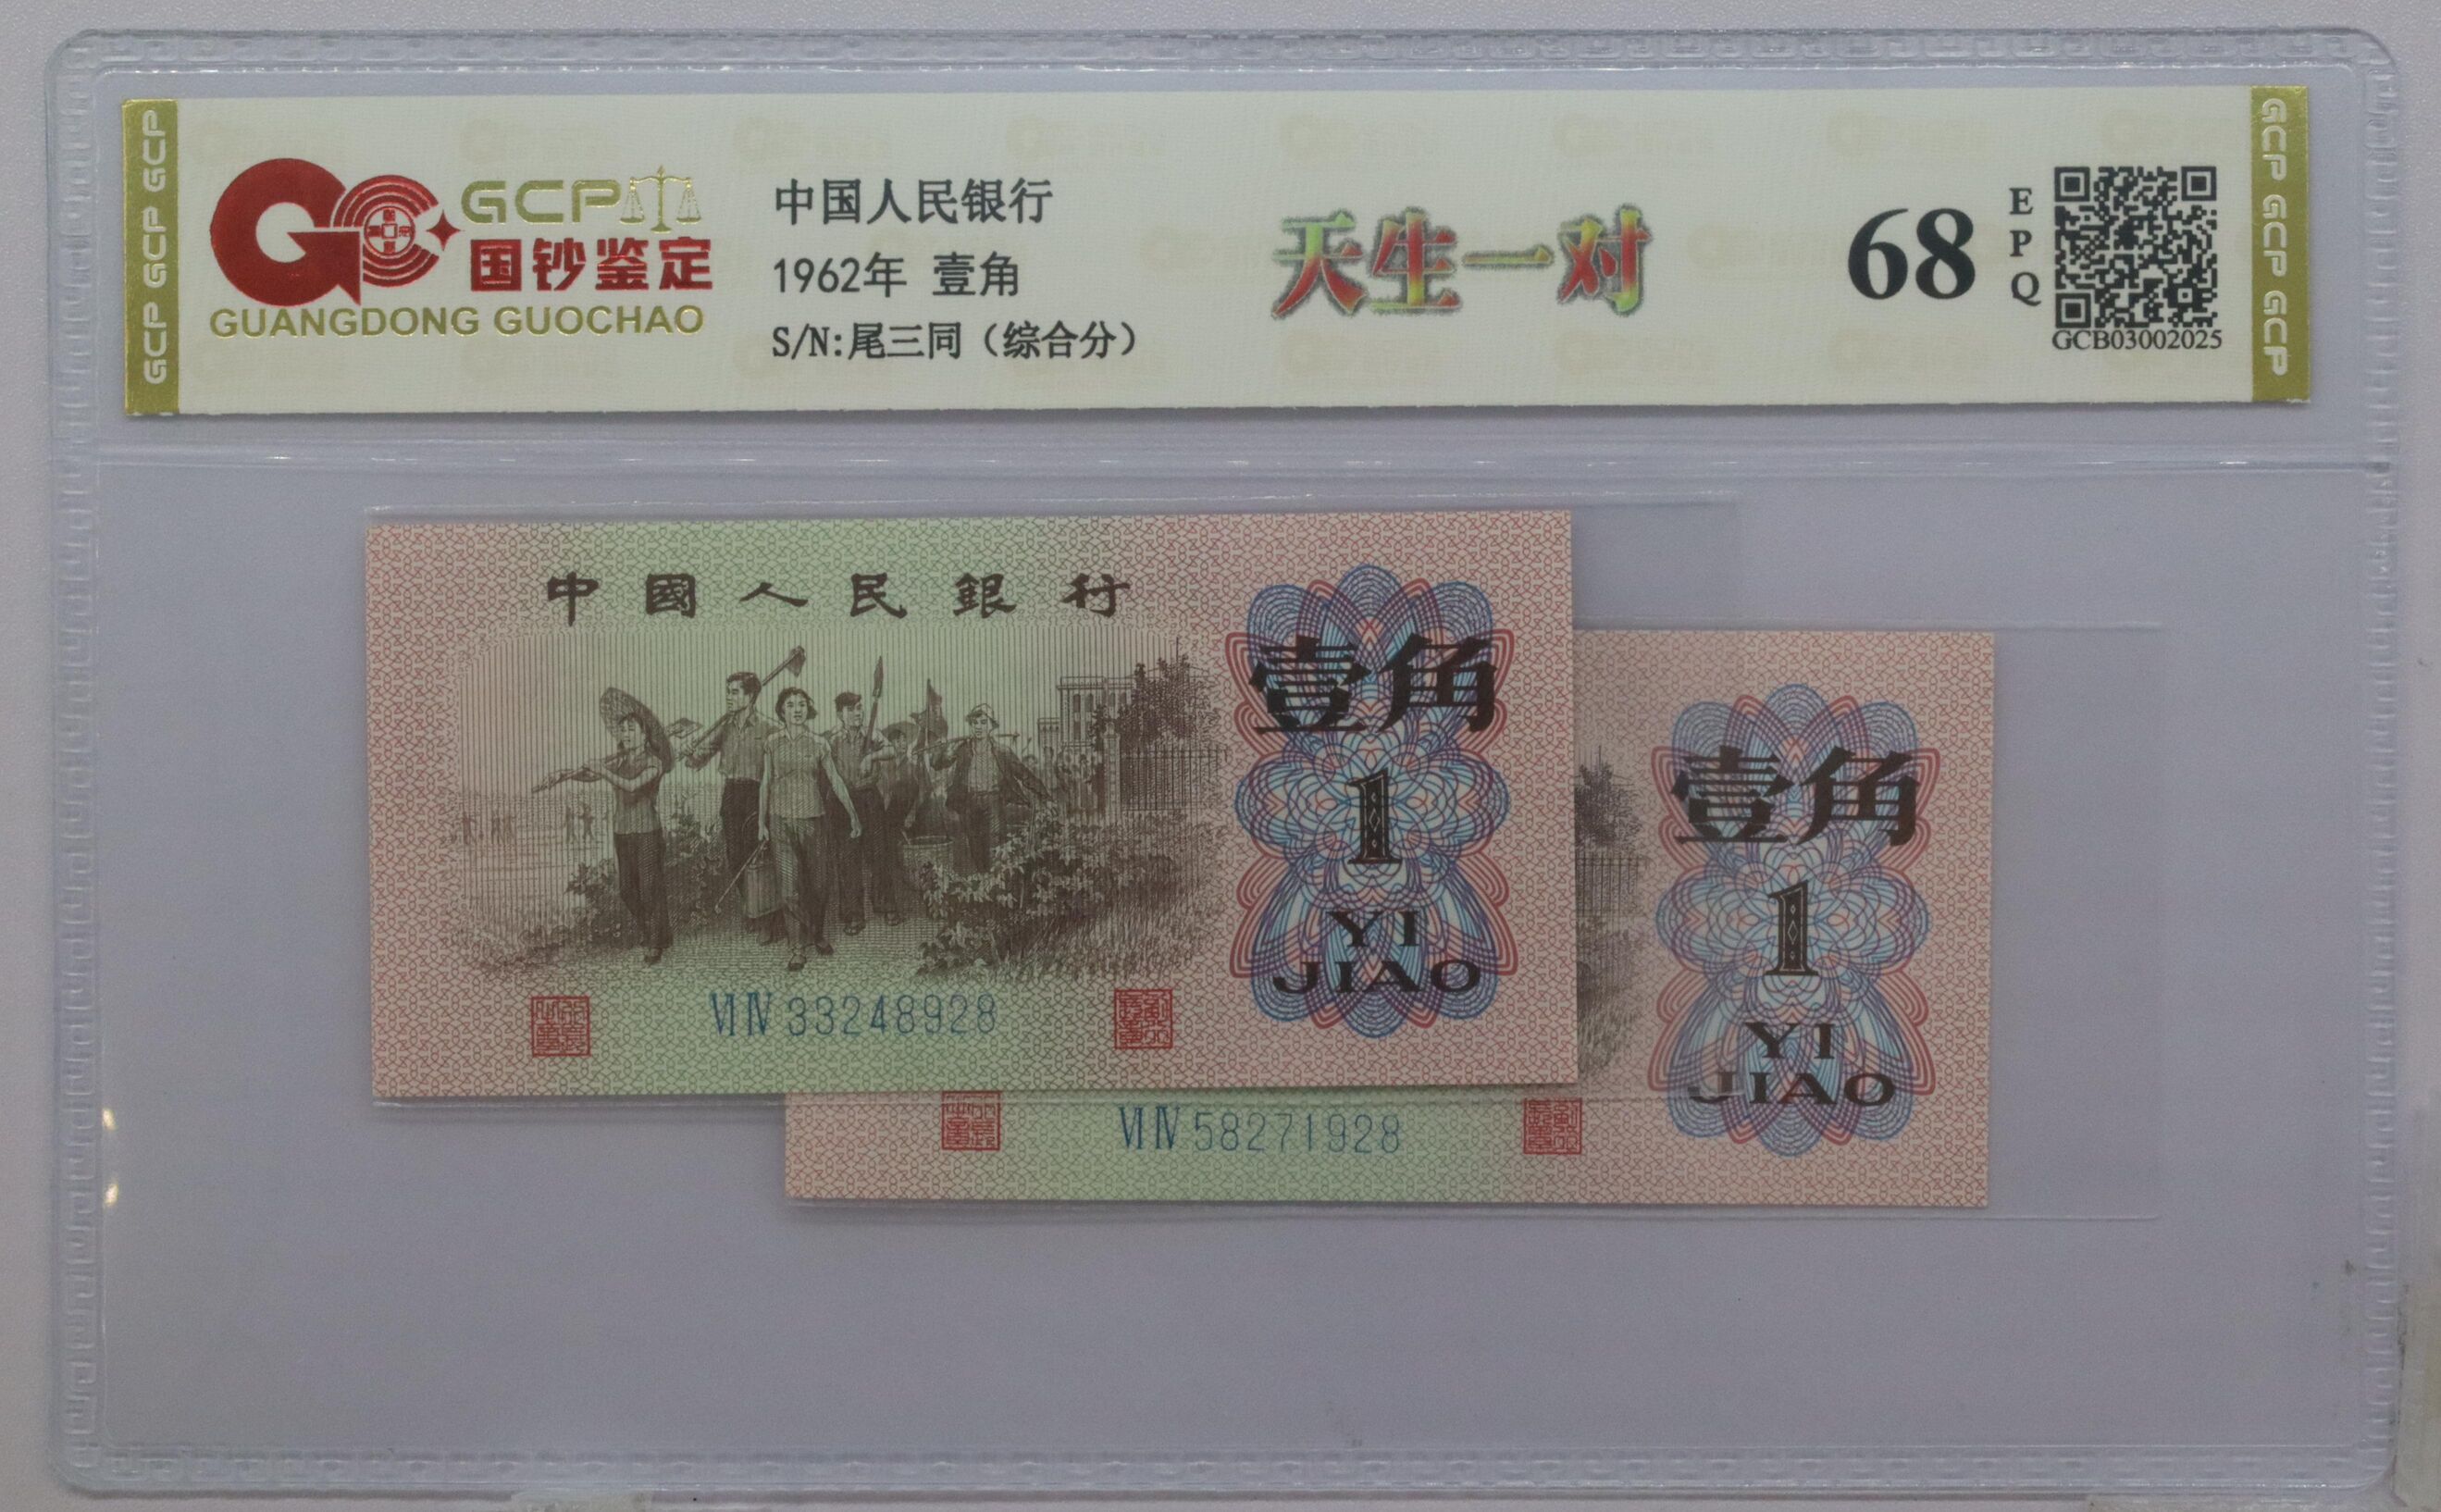 GCP GCP GCP
GCP
国钞鉴定
GUANGDONG GUOCHAO
中国人民银行
1962年 壹角
S/N:尾三同（综合分）
天生一对
68
EPQ
GCB03002025
GCP GCP GCP
中國人民銀行
壹角
1
YI
JIAO
ⅥⅣ 33248928
壹角
1
YI
JIAO
ⅥⅣ 58271928